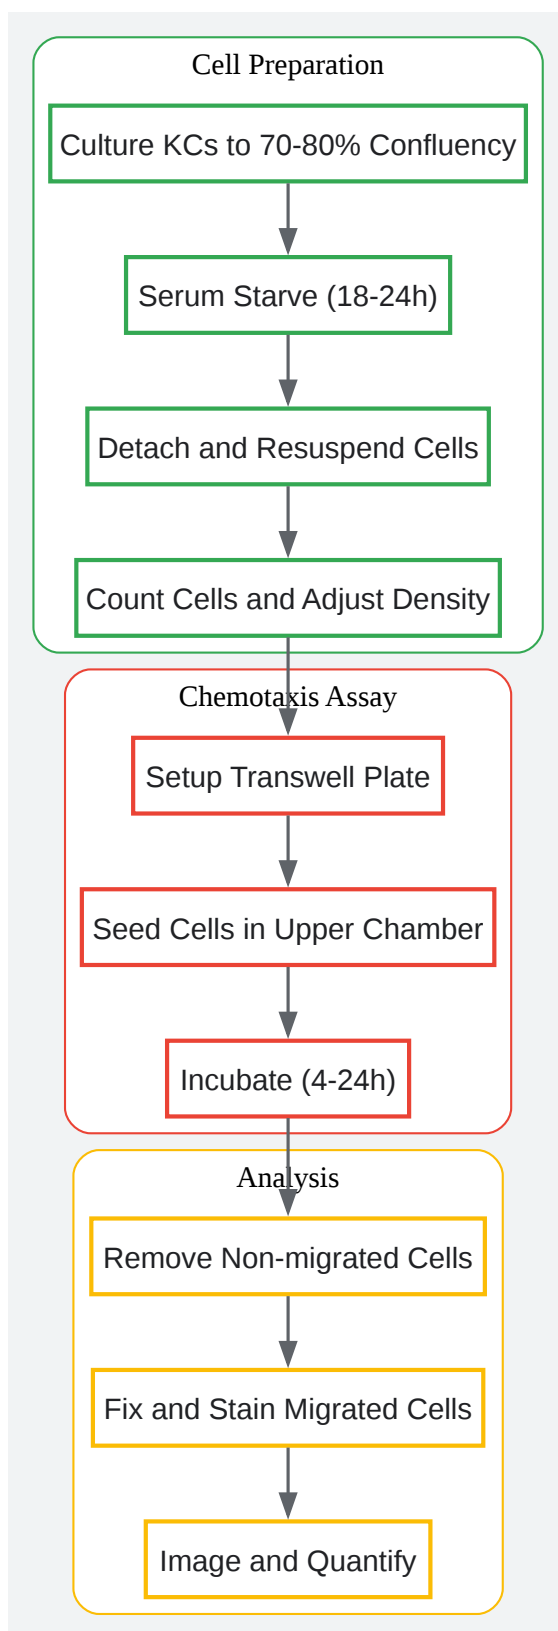 Cell Preparation
Culture KCs to 70-80% Confluency
Serum Starve (18-24h)
Detach and Resuspend Cells
Count Cells and Adjust Density
Chemotaxis Assay
Setup Transwell Plate
Seed Cells in Upper Chamber
Incubate (4-24h)
Analysis
Remove Non-migrated Cells
Fix and Stain Migrated Cells
Image and Quantify